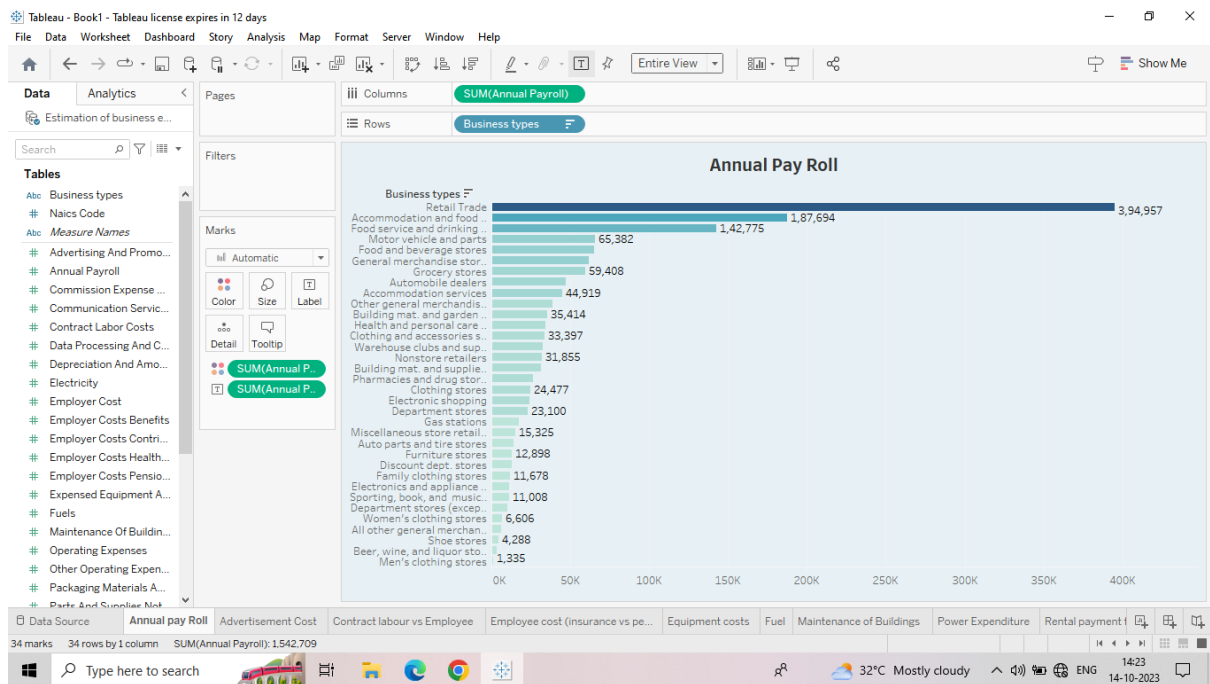 Tableau - Book1 - Tableau license expires in 12 days
File Data Worksheet Dashboard Story Analysis Map Format Server Window Help
Entire View
Show Me
Data Analytics
Estimation of business e...
Search
Tables
Abc Business types
# Naics Code
Abc Measure Names
# Advertising And Promo...
# Annual Payroll
# Commission Expense ...
# Communication Servic...
# Contract Labor Costs
# Data Processing And C...
# Depreciation And Amo...
# Electricity
# Employer Cost
# Employer Costs Benefits
# Employer Costs Contri...
# Employer Costs Health...
# Employer Costs Pensio...
# Expensed Equipment A...
# Fuels
# Maintenance Of Buildin...
# Operating Expenses
# Other Operating Expen...
# Packaging Materials A...
# Parts And Supplies Not
Pages
Filters
Marks
Automatic
Color Size Label
Detail Tooltip
SUM(Annual P..
SUM(Annual P..
Columns SUM(Annual Payroll)
Rows Business types
Annual Pay Roll
Business types
Retail Trade 3,94,957
Accommodation and food .. 1,87,694
Food service and drinking .. 1,42,775
Motor vehicle and parts 65,382
Food and beverage stores
General merchandise stor..
Grocery stores 59,408
Automobile dealers
Accommodation services 44,919
Other general merchandis..
Building mat. and garden .. 35,414
Health and personal care ..
Clothing and accessories s.. 33,397
Warehouse clubs and sup..
Nonstore retailers 31,855
Building mat. and supplie..
Pharmacies and drug stor..
Clothing stores 24,477
Electronic shopping
Department stores 23,100
Gas stations
Miscellaneous store retail.. 15,325
Auto parts and tire stores
Furniture stores 12,898
Discount dept. stores
Family clothing stores 11,678
Electronics and appliance ..
Sporting, book, and music.. 11,008
Department stores (excep..
Women's clothing stores 6,606
All other general merchan..
Shoe stores 4,288
Beer, wine, and liquor sto..
Men's clothing stores 1,335
0K 50K 100K 150K 200K 250K 300K 350K 400K
Data Source Annual pay Roll Advertisement Cost Contract labour vs Employee Employee cost (insurance vs pe... Equipment costs Fuel Maintenance of Buildings Power Expenditure Rental payment f
34 marks 34 rows by 1 column SUM(Annual Payroll): 1,542,709
Type here to search
32°C Mostly cloudy
ENG
14:23
14-10-2023